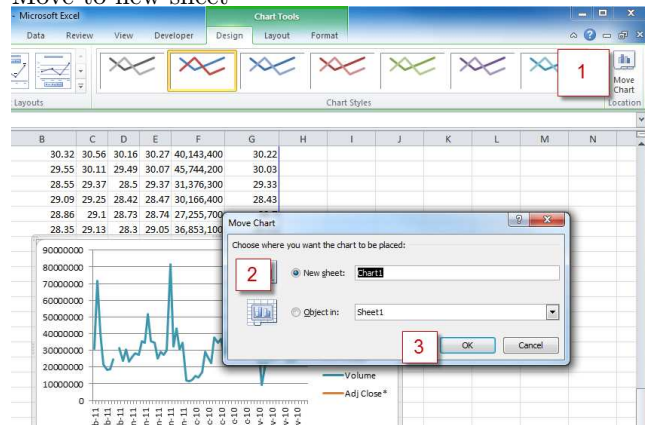 Move to new sheet
- Microsoft Excel
Chart Tools
Data Review View Developer Design Layout Format
1
Move
Chart
Layouts
Chart Styles
Location
B C D E F G H I J K L M N
30.32 30.56 30.16 30.27 40,143,400 30.22
29.55 30.11 29.49 30.07 45,744,200 30.03
28.55 29.37 28.5 29.37 31,376,300 29.33
29.09 29.25 28.42 28.47 30,166,400 28.43
28.86 29.1 28.73 28.74 27,255,700
28.35 29.13 28.3 29.05 36,853,100
Move Chart
Choose where you want the chart to be placed:
2
New sheet: Chart1
Object in: Sheet1
3
OK Cancel
90000000
80000000
70000000
60000000
50000000
40000000
30000000
20000000
10000000
0
Volume
Adj Close*